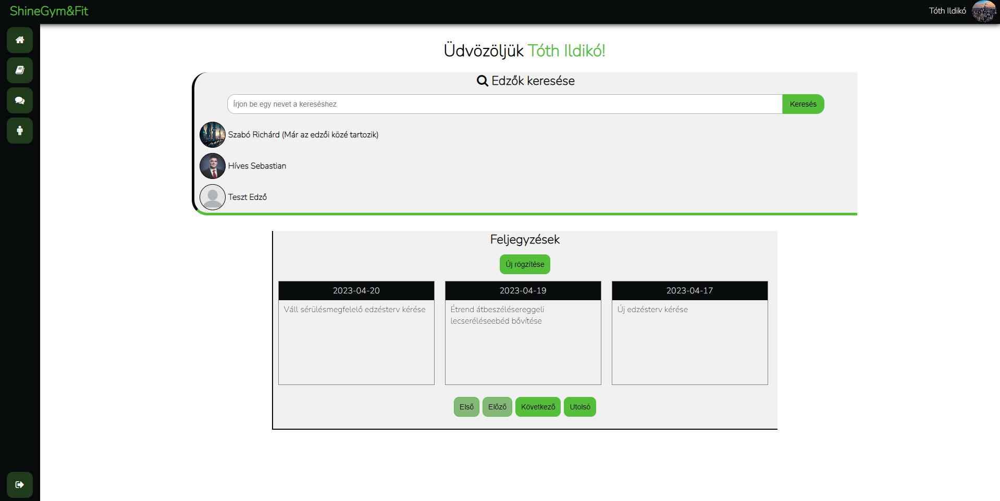 ShineGym&Fit
Tóth Ildikó
Üdvözöljük Tóth Ildikó!
Edzők keresése
Írjon be egy nevet a kereséshez
Keresés
Szabó Richárd (Már az edzői közé tartozik)
Híves Sebastian
Teszt Edző
Feljegyzések
Új rögzítése
2023-04-20
Váll sérülésmegfelelő edzésterv kérése
2023-04-19
Étrend átbeszélésereggeli
lecseréléseebéd bővítése
2023-04-17
Új edzésterv kérése
Első
Előző
Következő
Utolsó